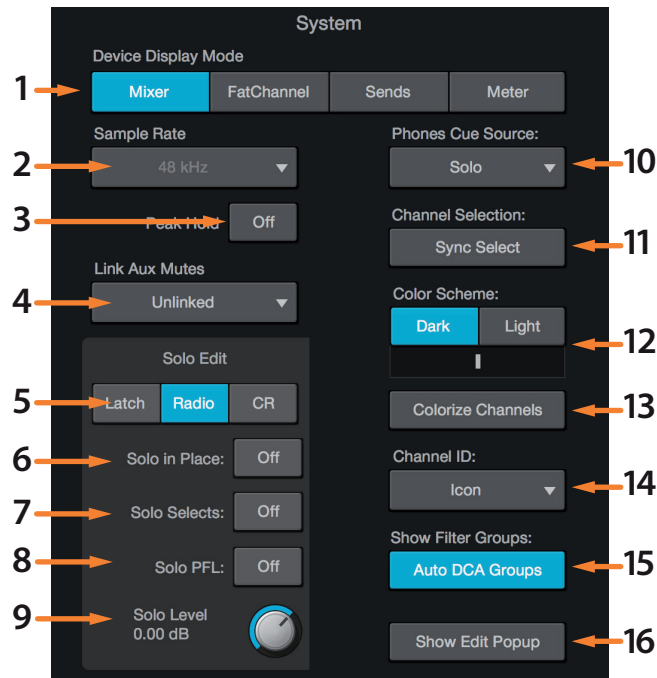 System
Device Display Mode
1 Mixer FatChannel Sends Meter
Sample Rate
2 48 kHz
3 Peak Hold Off
Link Aux Mutes
4 Unlinked
Solo Edit
5 Latch Radio CR
6 Solo in Place: Off
7 Solo Selects: Off
8 Solo PFL: Off
9 Solo Level
0.00 dB
Phones Cue Source:
Solo 10
Channel Selection:
Sync Select 11
Color Scheme:
Dark Light 12
Colorize Channels 13
Channel ID:
Icon 14
Show Filter Groups:
Auto DCA Groups 15
Show Edit Popup 16